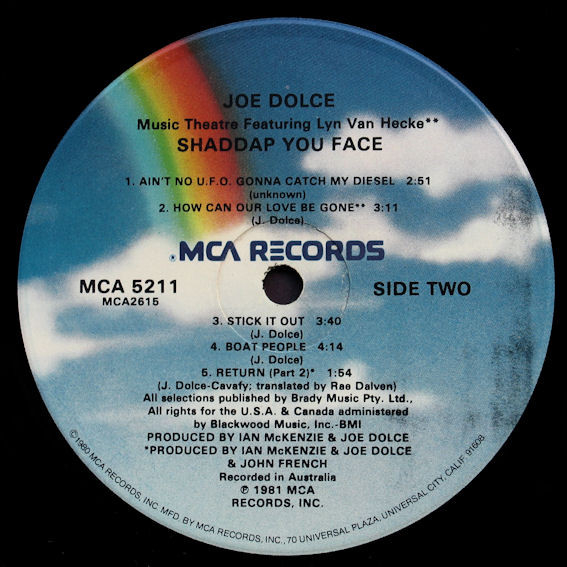 JOE DOLCE
Music Theatre Featuring Lyn Van Hecke**
SHADDAP YOU FACE
1. AIN'T NO U.F.O. GONNA CATCH MY DIESEL 2:51
(unknown)
2. HOW CAN OUR LOVE BE GONE** 3:11
(J. Dolce)
MCA RECORDS
MCA 5211
MCA2615
SIDE TWO
3. STICK IT OUT 3:40
(J. Dolce)
4. BOAT PEOPLE 4:14
(J. Dolce)
5. RETURN (Part 2)* 1:54
(J. Dolce-Cavafy; translated by Rae Dalven)
All selections published by Brady Music Pty. Ltd.,
All rights for the U.S.A. & Canada administered
by Blackwood Music, Inc.-BMI
PRODUCED BY IAN McKENZIE & JOE DOLCE
*PRODUCED BY IAN McKENZIE & JOE DOLCE
& JOHN FRENCH
Recorded in Australia
℗ 1981 MCA
RECORDS, INC.
©1980 MCA RECORDS, INC. MFD. BY MCA RECORDS, INC., 70 UNIVERSAL PLAZA, UNIVERSAL CITY, CALIF. 91608